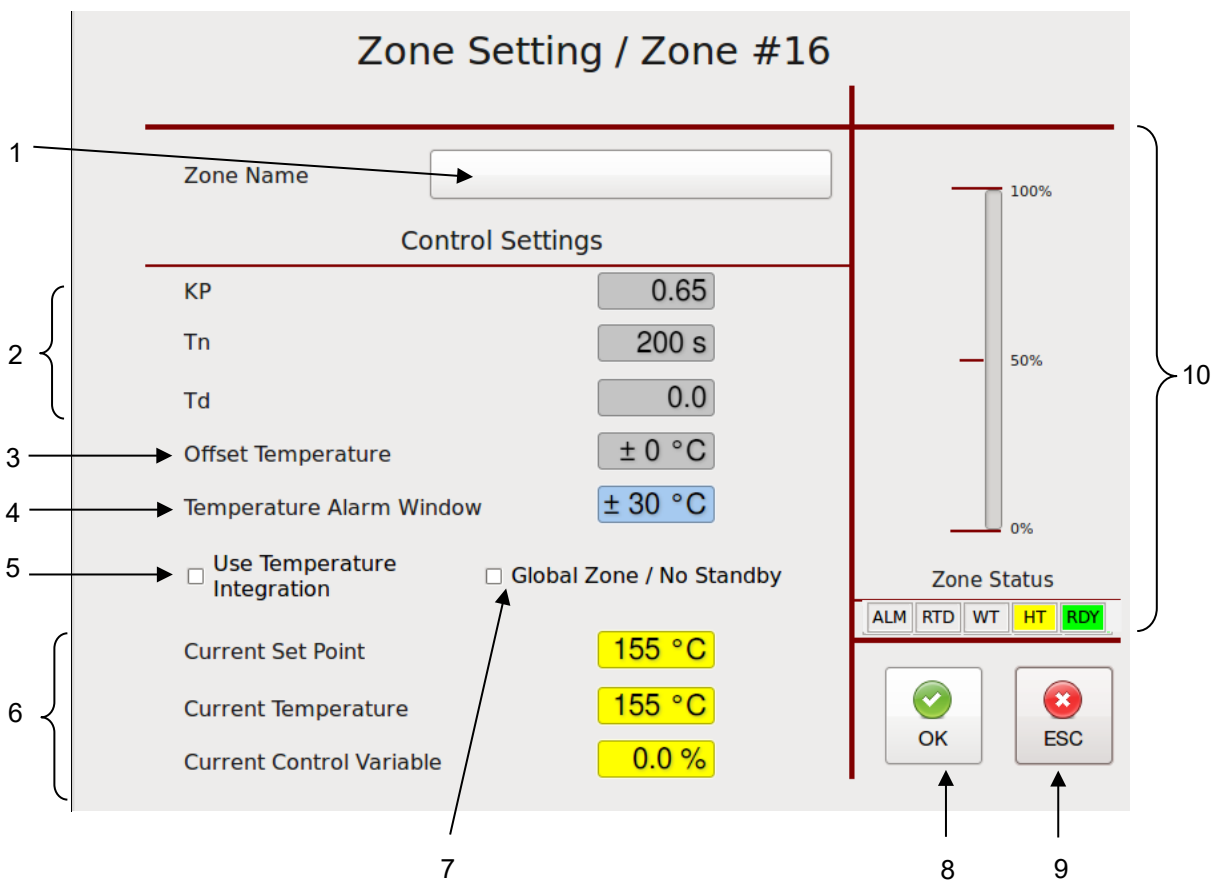 Zone Setting / Zone #16
1
Zone Name
Control Settings
2
KP 0.65
Tn 200 s
Td 0.0
3 Offset Temperature ± 0 °C
4 Temperature Alarm Window ± 30 °C
5 Use Temperature
Integration
Global Zone / No Standby
6
Current Set Point 155 °C
Current Temperature 155 °C
Current Control Variable 0.0 %
7
100%
50%
0%
10
Zone Status
ALM RTD WT HT RDY
OK ESC
8 9